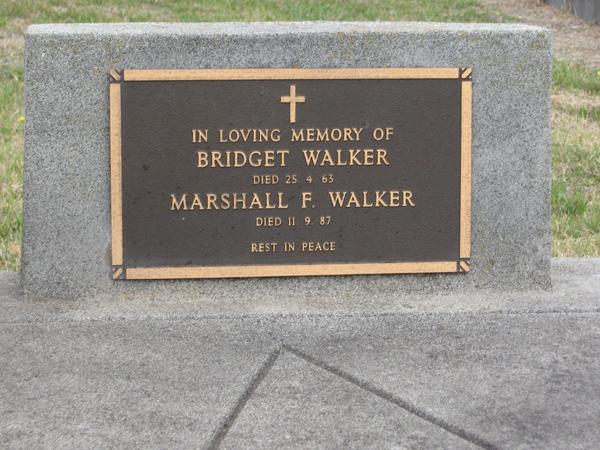 IN LOVING MEMORY OF
BRIDGET WALKER
DIED 25. 4. 63
MARSHALL F. WALKER
DIED 11. 9. 87
REST IN PEACE